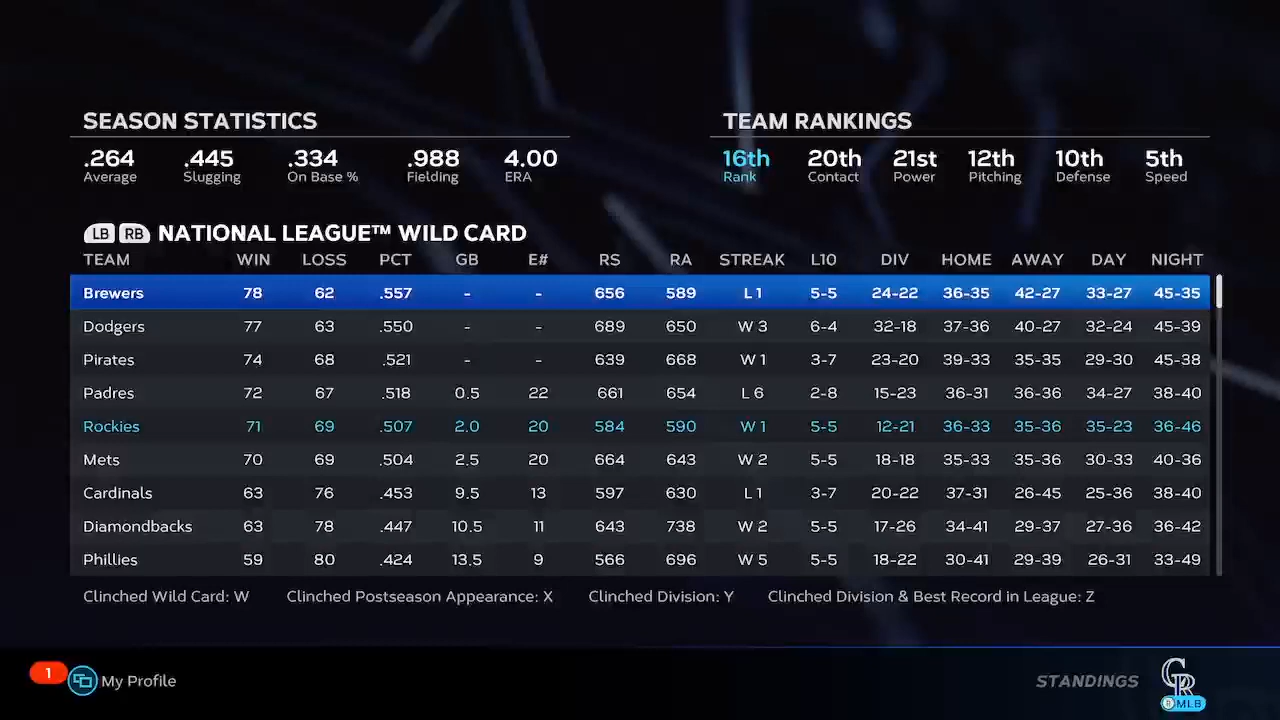 SEASON STATISTICS
.264 .445 .334 .988 4.00
Average Slugging On Base % Fielding ERA
TEAM RANKINGS
16th 20th 21st 12th 10th 5th
Rank Contact Power Pitching Defense Speed
LB RB NATIONAL LEAGUE™ WILD CARD
TEAM WIN LOSS PCT GB E# RS RA STREAK L10 DIV HOME AWAY DAY NIGHT
Brewers 78 62 .557 - - 656 589 L 1 5-5 24-22 36-35 42-27 33-27 45-35
Dodgers 77 63 .550 - - 689 650 W 3 6-4 32-18 37-36 40-27 32-24 45-39
Pirates 74 68 .521 - - 639 668 W 1 3-7 23-20 39-33 35-35 29-30 45-38
Padres 72 67 .518 0.5 22 661 654 L 6 2-8 15-23 36-31 36-36 34-27 38-40
Rockies 71 69 .507 2.0 20 584 590 W 1 5-5 12-21 36-33 35-36 35-23 36-46
Mets 70 69 .504 2.5 20 664 643 W 2 5-5 18-18 35-33 35-36 30-33 40-36
Cardinals 63 76 .453 9.5 13 597 630 L 1 3-7 20-22 37-31 26-45 25-36 38-40
Diamondbacks 63 78 .447 10.5 11 643 738 W 2 5-5 17-26 34-41 29-37 27-36 36-42
Phillies 59 80 .424 13.5 9 566 696 W 5 5-5 18-22 30-41 29-39 26-31 33-49
Clinched Wild Card: W Clinched Postseason Appearance: X Clinched Division: Y Clinched Division & Best Record in League: Z
1 My Profile
STANDINGS
CR
R MLB